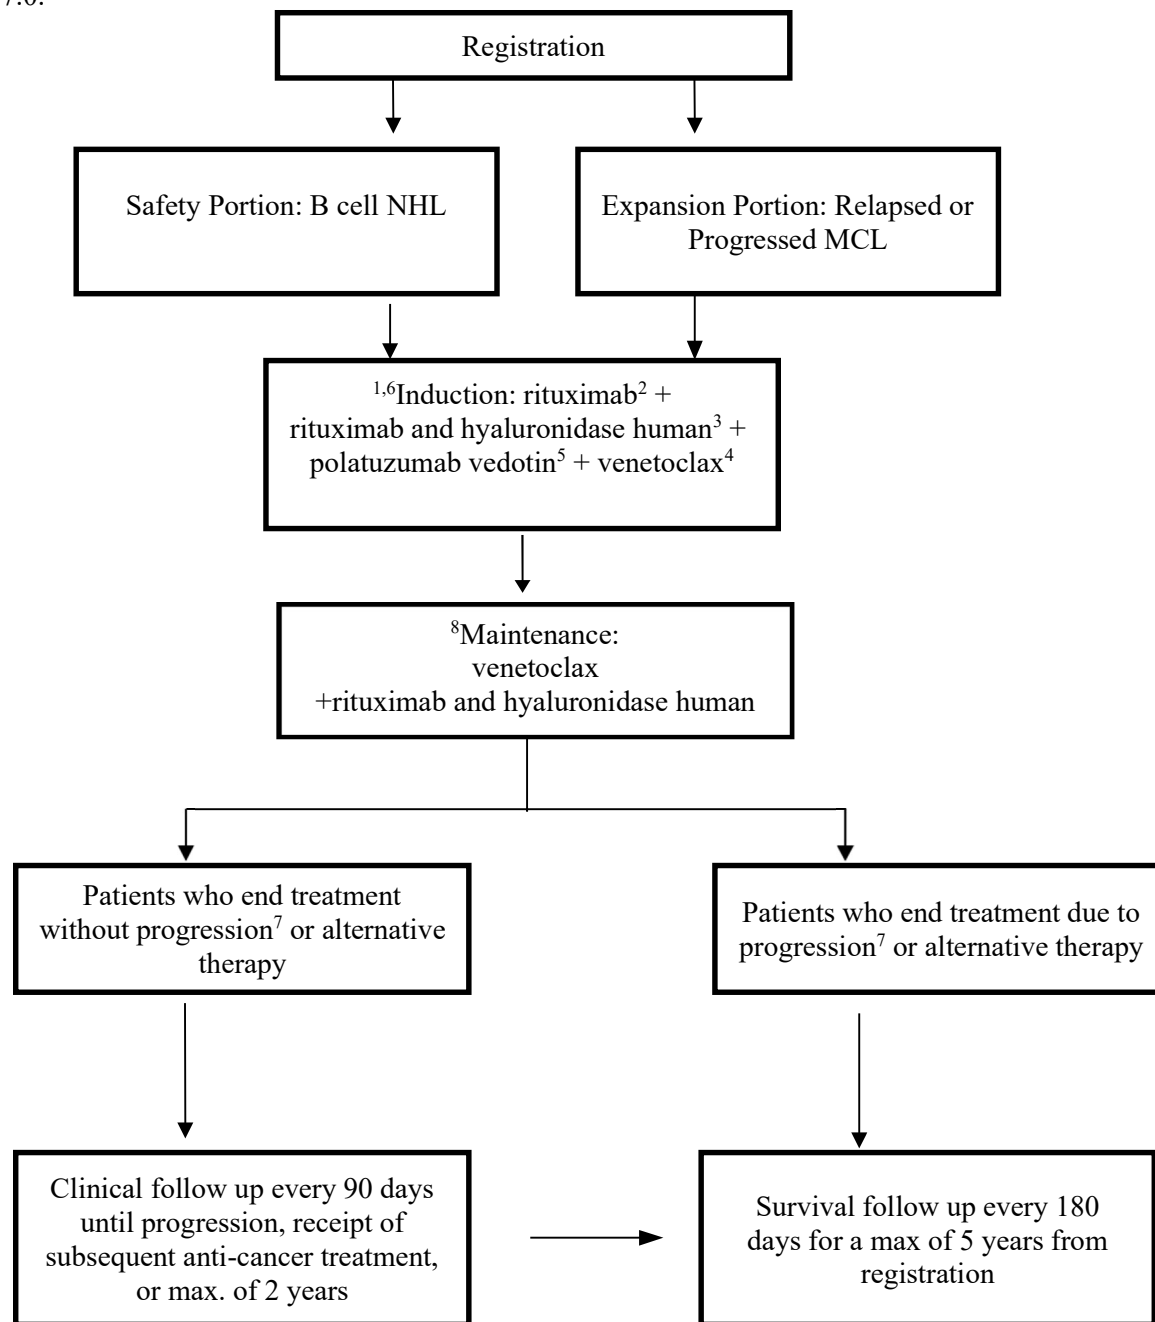 7.0.
Registration
Safety Portion: B cell NHL
Expansion Portion: Relapsed or
Progressed MCL
1,6Induction: rituximab2 +
rituximab and hyaluronidase human3 +
polatuzumab vedotin5 + venetoclax4
8Maintenance:
venetoclax
+rituximab and hyaluronidase human
Patients who end treatment
without progression7 or alternative
therapy
Patients who end treatment due to
progression7 or alternative therapy
Clinical follow up every 90 days
until progression, receipt of
subsequent anti-cancer treatment,
or max. of 2 years
Survival follow up every 180
days for a max of 5 years from
registration